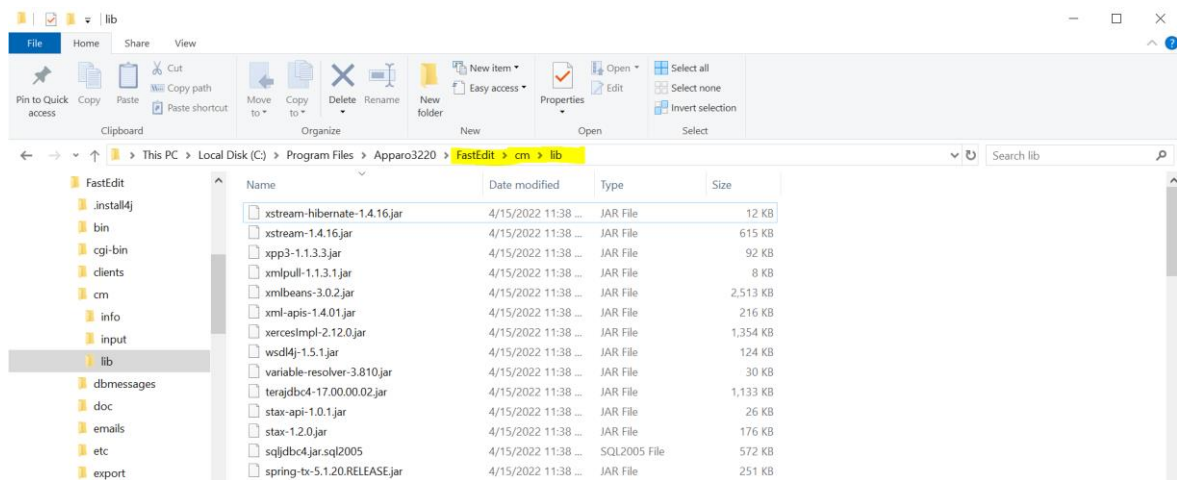 lib
File Home Share View
Pin to Quick access
Copy
Paste
Cut
Copy path
Paste shortcut
Clipboard
Move to
Copy to
Delete
Rename
Organize
New folder
New item
Easy access
New
Properties
Open
Edit
Open
Select all
Select none
Invert selection
Select
This PC > Local Disk (C:) > Program Files > Apparo3220 > FastEdit > cm > lib
Search lib
FastEdit
.install4j
bin
cgi-bin
clients
cm
info
input
lib
dbmessages
doc
emails
etc
export
Name Date modified Type Size
xstream-hibernate-1.4.16.jar 4/15/2022 11:38 ... JAR File 12 KB
xstream-1.4.16.jar 4/15/2022 11:38 ... JAR File 615 KB
xpp3-1.1.3.3.jar 4/15/2022 11:38 ... JAR File 92 KB
xmlpull-1.1.3.1.jar 4/15/2022 11:38 ... JAR File 8 KB
xmlbeans-3.0.2.jar 4/15/2022 11:38 ... JAR File 2,513 KB
xml-apis-1.4.01.jar 4/15/2022 11:38 ... JAR File 216 KB
xercesImpl-2.12.0.jar 4/15/2022 11:38 ... JAR File 1,354 KB
wsdl4j-1.5.1.jar 4/15/2022 11:38 ... JAR File 124 KB
variable-resolver-3.810.jar 4/15/2022 11:38 ... JAR File 30 KB
terajdbc4-17.00.00.02.jar 4/15/2022 11:38 ... JAR File 1,133 KB
stax-api-1.0.1.jar 4/15/2022 11:38 ... JAR File 26 KB
stax-1.2.0.jar 4/15/2022 11:38 ... JAR File 176 KB
sqljdbc4.jar.sql2005 4/15/2022 11:38 ... SQL2005 File 572 KB
spring-tx-5.1.20.RELEASE.jar 4/15/2022 11:38 ... JAR File 251 KB